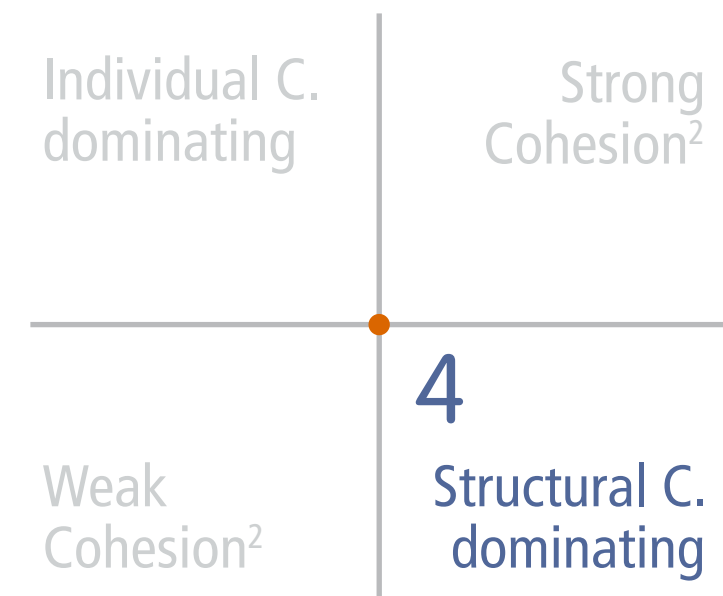 Individual C.
dominating
Strong
Cohesion²
4
Weak
Cohesion²
Structural C.
dominating